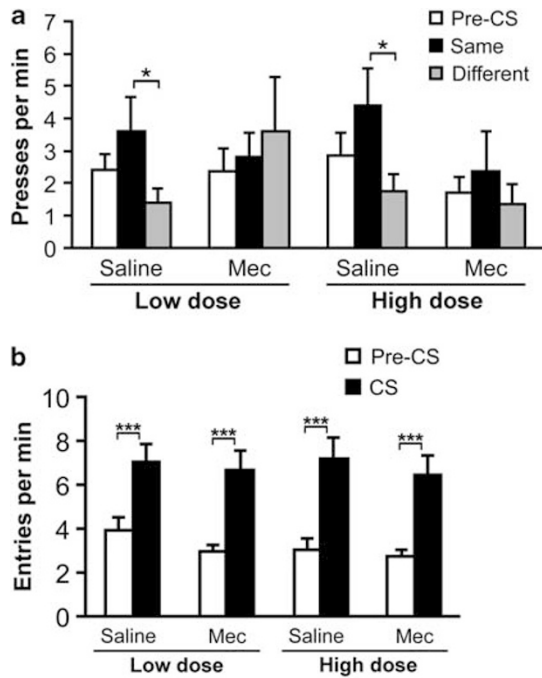 a
Pre-CS
Same
Different
Presses per min
7
6
5
4
3
2
1
0
*
*
Saline Mec Saline Mec
Low dose High dose
b
Pre-CS
CS
Entries per min
10
8
6
4
2
0
*** *** *** ***
Saline Mec Saline Mec
Low dose High dose